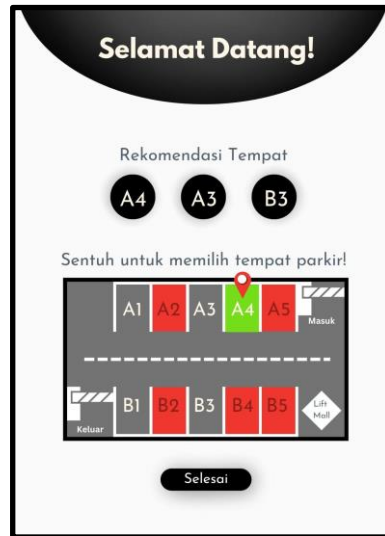 Selamat Datang!
Rekomendasi Tempat
A4 A3 B3
Sentuh untuk memilih tempat parkir!
A1 A2 A3 A4 A5
Masuk
B1 B2 B3 B4 B5
Lift
Mall
Keluar
Selesai